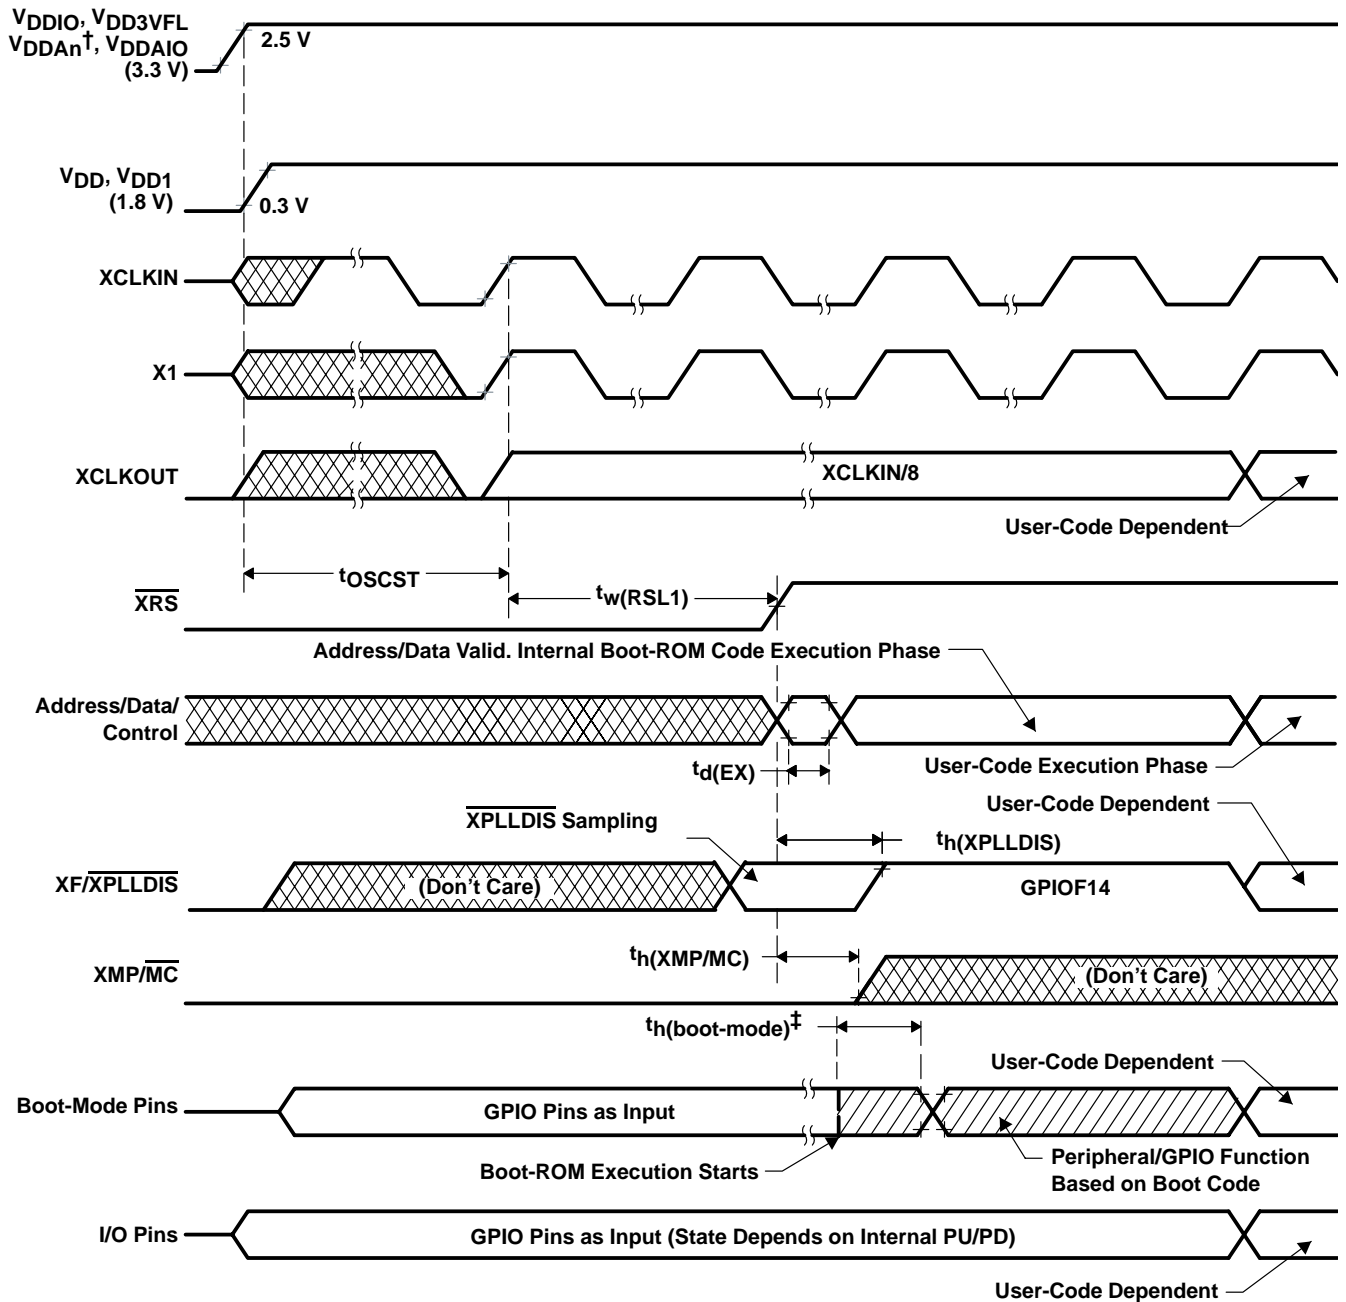 VDDIO, VDD3VFL
VDDAn†, VDDAIO
(3.3 V)
2.5 V
VDD, VDD1
(1.8 V)
0.3 V
XCLKIN
X1
XCLKOUT
XCLKIN/8
User-Code Dependent
tOSCST
XRS
tw(RSL1)
Address/Data Valid. Internal Boot-ROM Code Execution Phase
Address/Data/
Control
td(EX)
User-Code Execution Phase
User-Code Dependent
XPLLDIS Sampling
th(XPLLDIS)
XF/XPLLDIS
(Don't Care)
GPIOF14
th(XMP/MC)
XMP/MC
(Don't Care)
th(boot-mode)‡
User-Code Dependent
Boot-Mode Pins
GPIO Pins as Input
Boot-ROM Execution Starts
Peripheral/GPIO Function
Based on Boot Code
I/O Pins
GPIO Pins as Input (State Depends on Internal PU/PD)
User-Code Dependent